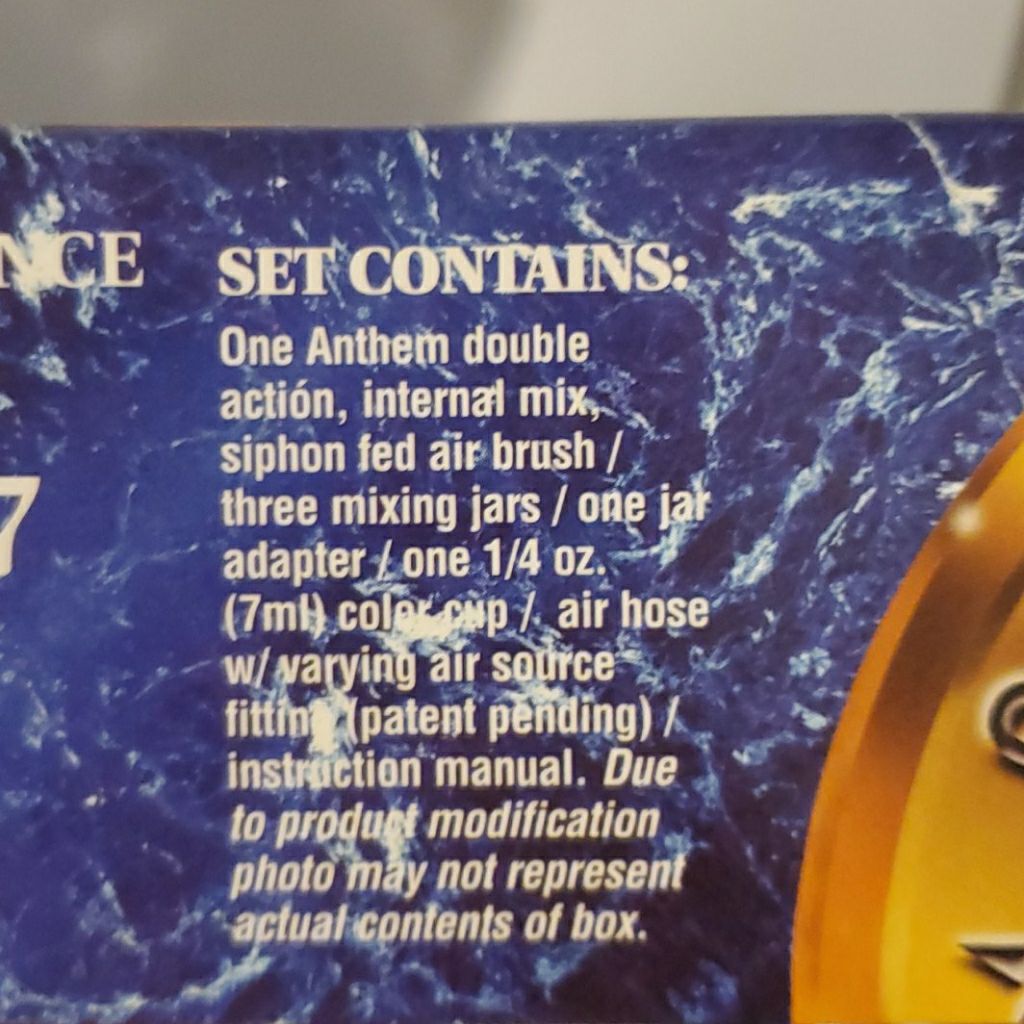 NCE
SET CONTAINS:
One Anthem double
action, internal mix,
siphon fed air brush /
three mixing jars / one jar
adapter / one 1/4 oz.
(7ml) color cup / air hose
w/ varying air source
fitting (patent pending) /
instruction manual. Due
to product modification
photo may not represent
actual contents of box.
7